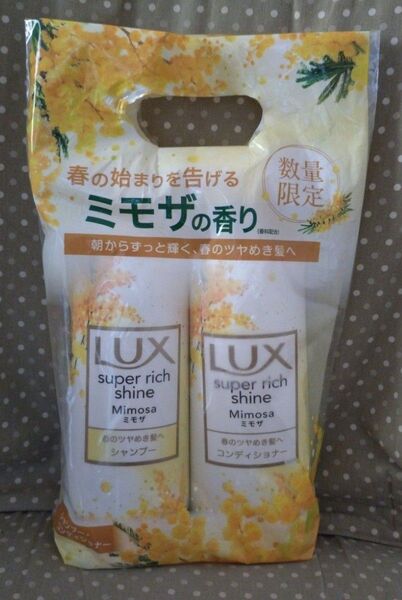 春の始まりを告げる
数量
限定
ミモザの香り
(香料配合)
朝からずっと輝く、春のツヤめき髪へ
LUX
super rich
shine
Mimosa
ミモザ
春のツヤめき髪へ
シャンプー
LUX
super rich
shine
Mimosa
ミモザ
春のツヤめき髪へ
コンディショナー